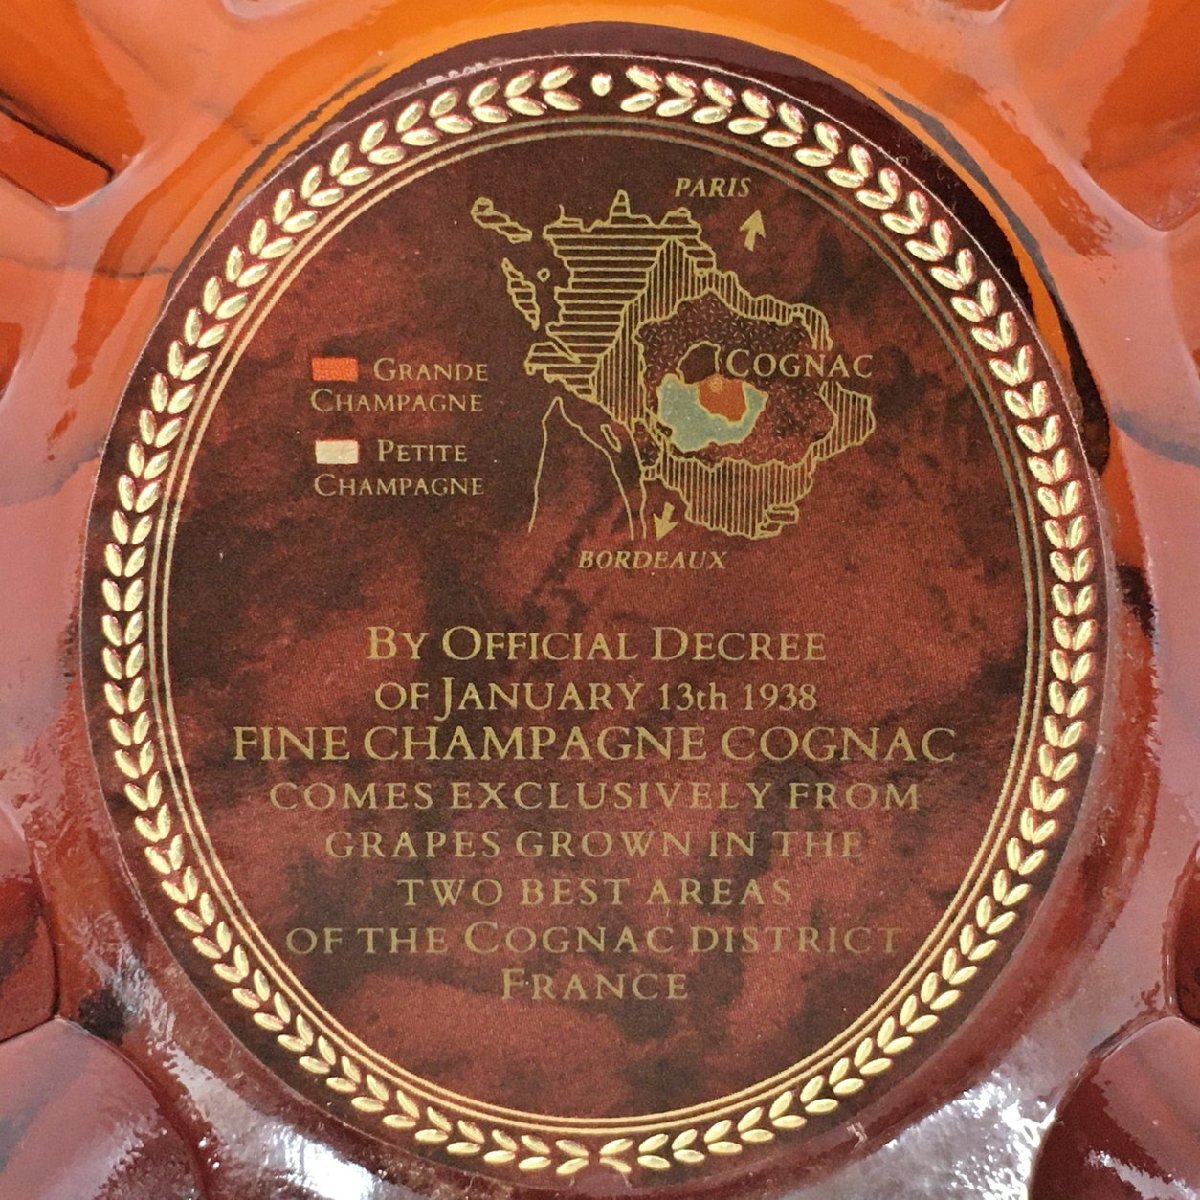 PARIS
COGNAC
GRANDE
CHAMPAGNE
PETITE
CHAMPAGNE
BORDEAUX
BY OFFICIAL DECREE
OF JANUARY 13th 1938
FINE CHAMPAGNE COGNAC
COMES EXCLUSIVELY FROM
GRAPES GROWN IN THE
TWO BEST AREAS
OF THE COGNAC DISTRICT
FRANCE